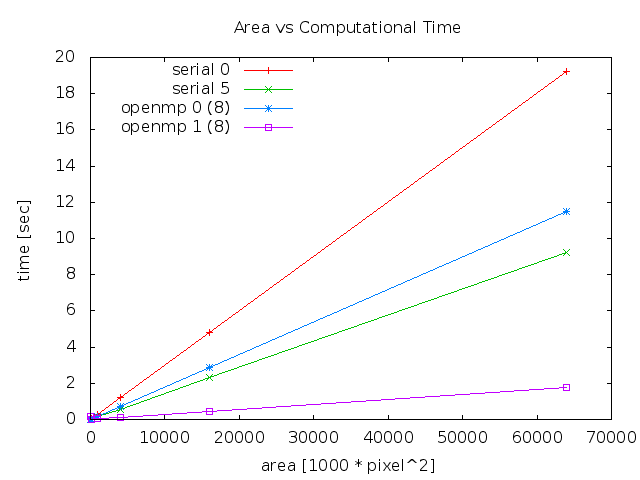 Area vs Computational Time
20
18
16
14
12
10
8
6
4
2
0
time [sec]
serial 0
serial 5
openmp 0 (8)
openmp 1 (8)
0 10000 20000 30000 40000 50000 60000 70000
area [1000 * pixel^2]